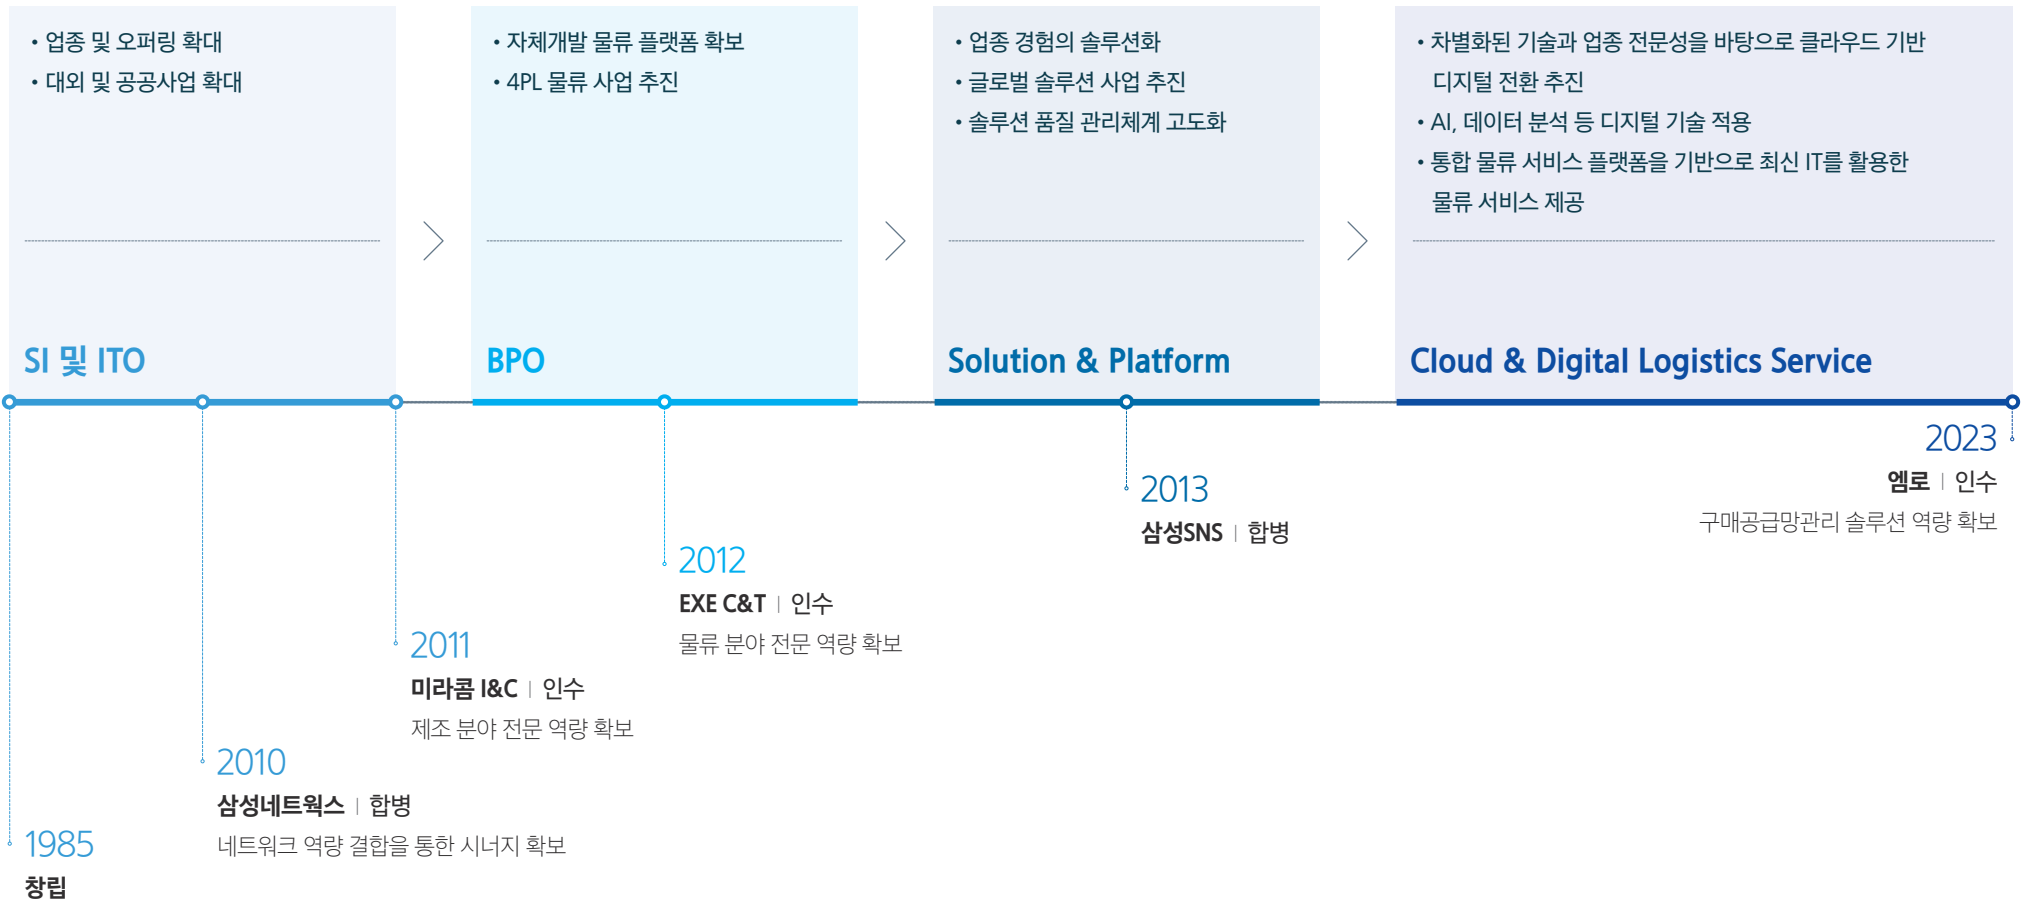 • 업종 및 오퍼링 확대
• 대외 및 공공사업 확대
SI 및 ITO
• 자체개발 물류 플랫폼 확보
• 4PL 물류 사업 추진
BPO
• 업종 경험의 솔루션화
• 글로벌 솔루션 사업 추진
• 솔루션 품질 관리체계 고도화
Solution & Platform
• 차별화된 기술과 업종 전문성을 바탕으로 클라우드 기반
디지털 전환 추진
• AI, 데이터 분석 등 디지털 기술 적용
• 통합 물류 서비스 플랫폼을 기반으로 최신 IT를 활용한
물류 서비스 제공
Cloud & Digital Logistics Service
1985
창립
2010
삼성네트웍스 | 합병
네트워크 역량 결합을 통한 시너지 확보
2011
미라콤 I&C | 인수
제조 분야 전문 역량 확보
2012
EXE C&T | 인수
물류 분야 전문 역량 확보
2013
삼성SNS | 합병
2023
엠로 | 인수
구매공급망관리 솔루션 역량 확보